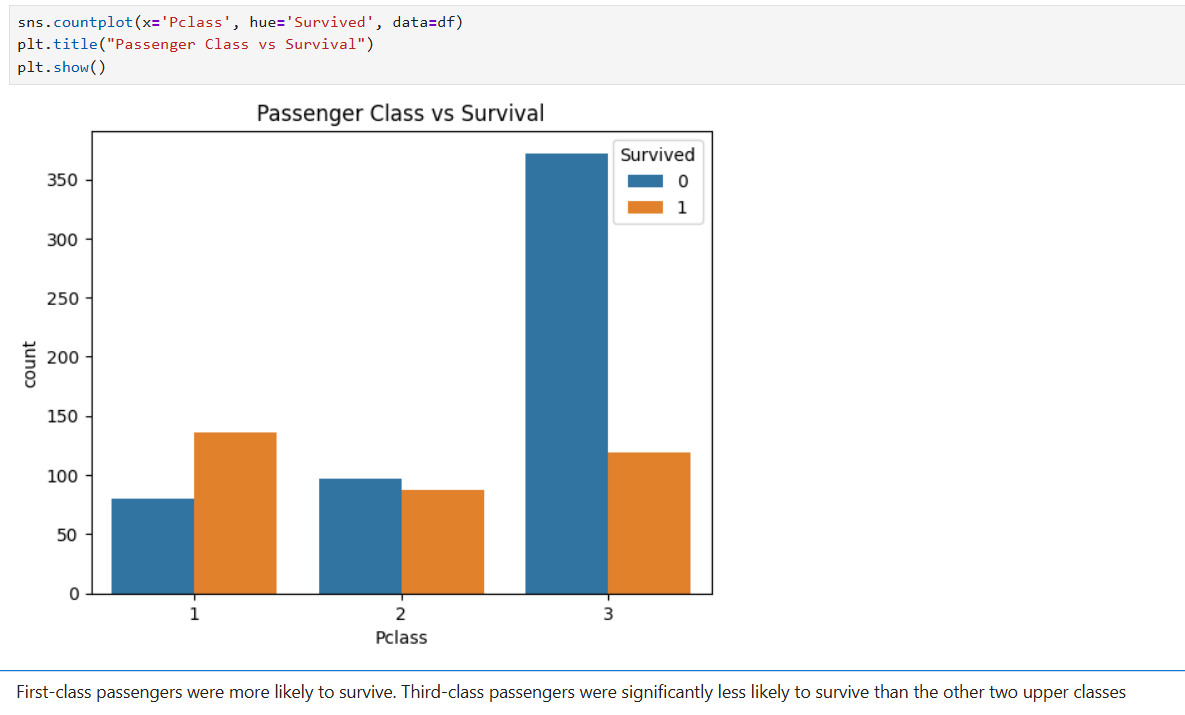 sns.countplot(x='Pclass', hue='Survived', data=df)
plt.title("Passenger Class vs Survival")
plt.show()
Passenger Class vs Survival
Survived
0
1
350
300
250
200
150
100
50
0
count
1
2
3
Pclass
First-class passengers were more likely to survive. Third-class passengers were significantly less likely to survive than the other two upper classes